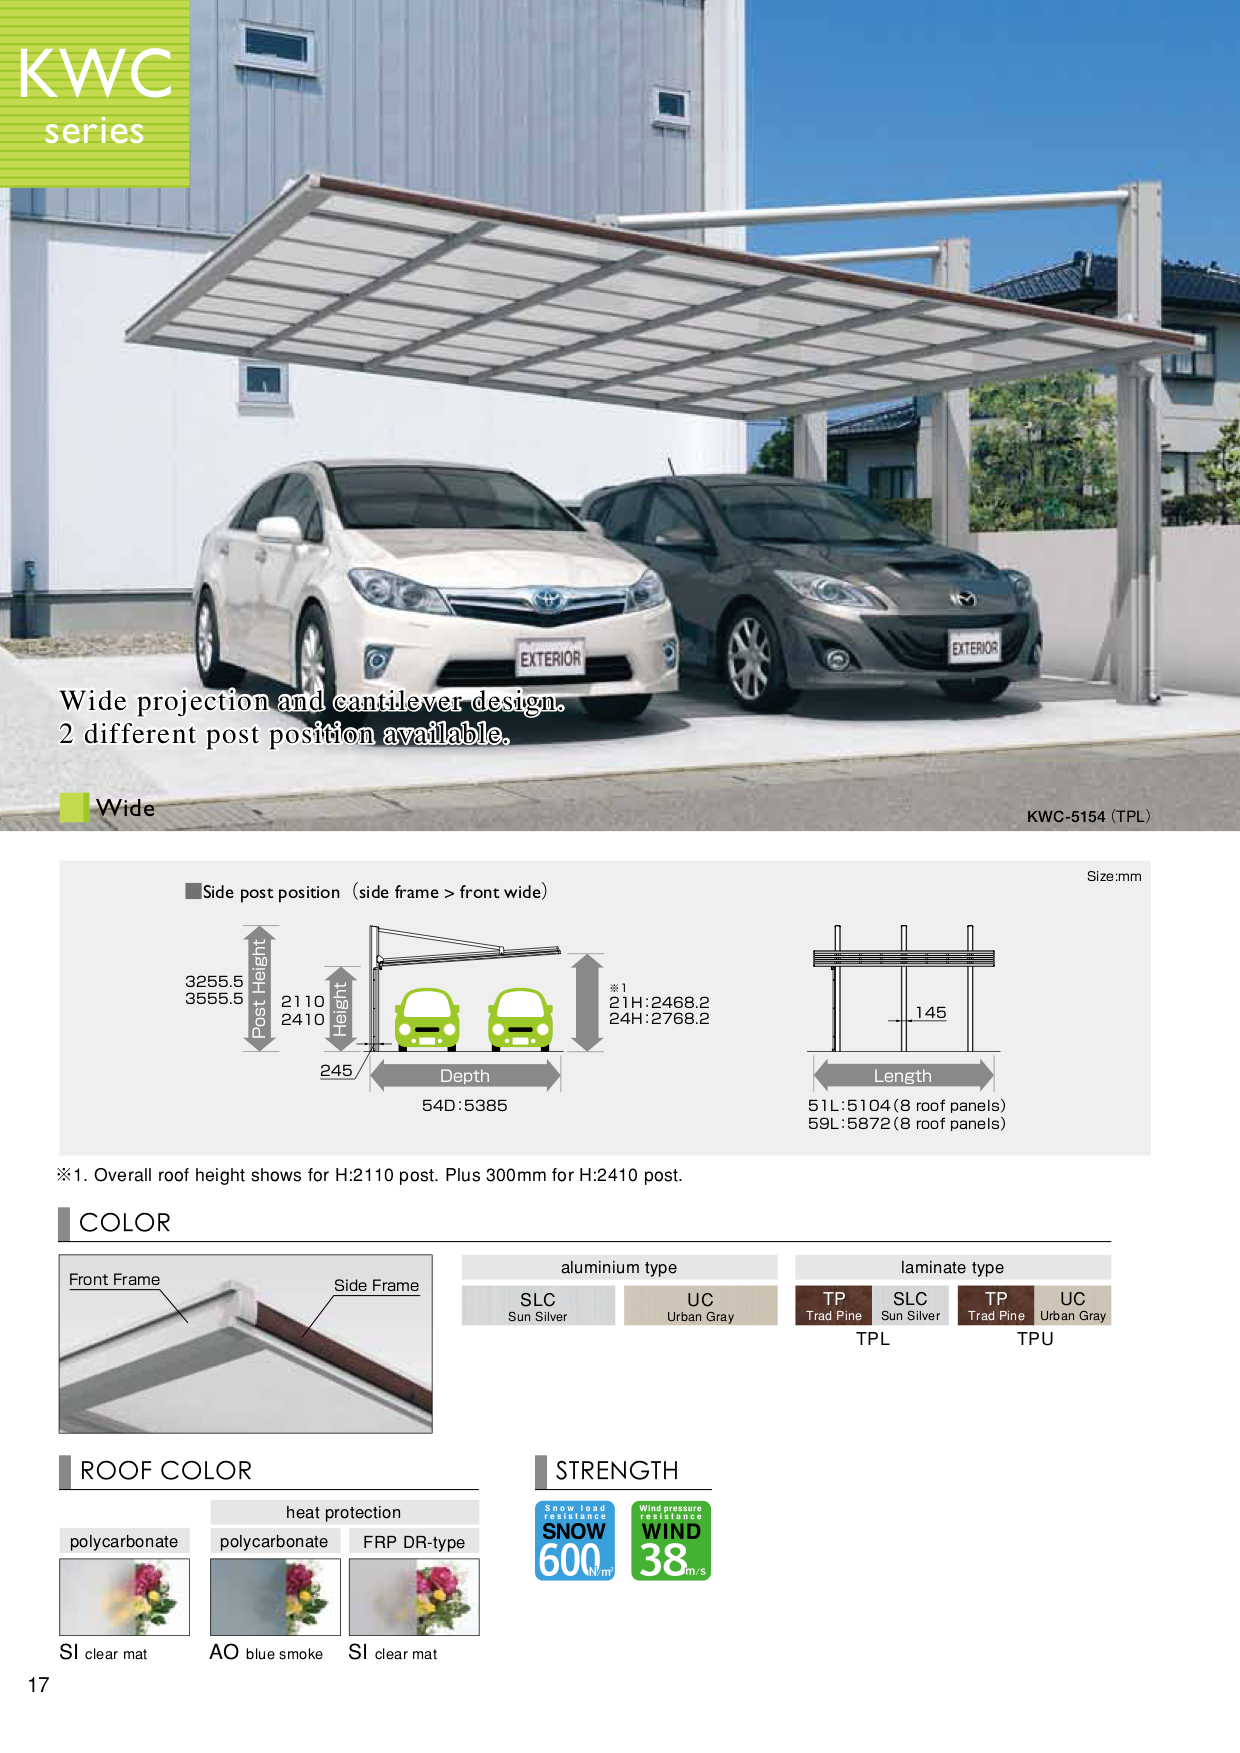 KWC
series
EXTERIOR
EXTERIOR
Wide projection and cantilever design.
2 different post position available.
Wide
KWC-5154（TPL）
Size:mm
■Side post position（side frame > front wide）
3255.5
3555.5
Post Height
2110
2410
Height
245
Depth
54D:5385
※1
21H:2468.2
24H:2768.2
145
Length
51L:5104(8 roof panels)
59L:5872(8 roof panels)
※1. Overall roof height shows for H:2110 post. Plus 300mm for H:2410 post.
COLOR
Front Frame
Side Frame
aluminium type
SLC
Sun Silver
UC
Urban Gray
laminate type
TP
Trad Pine
SLC
Sun Silver
TPL
TP
Trad Pine
UC
Urban Gray
TPU
ROOF COLOR
heat protection
polycarbonate
polycarbonate
FRP DR-type
SI clear mat
AO blue smoke
SI clear mat
STRENGTH
Snow load
resistance
SNOW
600N/m²
Wind pressure
resistance
WIND
38m/s
17